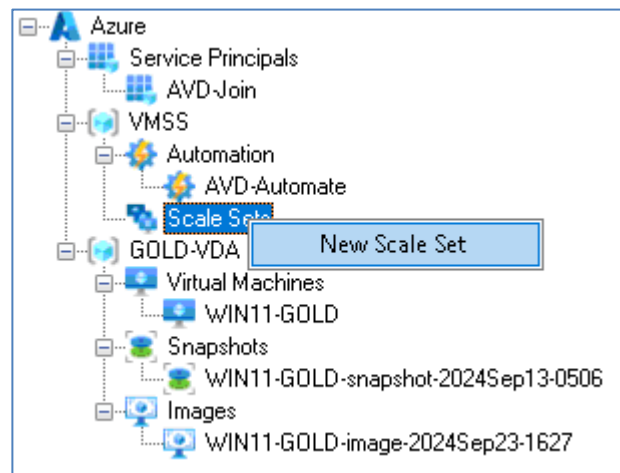 Azure
Service Principals
AVD-Join
VMSS
Automation
AVD-Automate
Scale Sets
New Scale Set
GOLD-VDA
Virtual Machines
WIN11-GOLD
Snapshots
WIN11-GOLD-snapshot-2024Sep13-0506
Images
WIN11-GOLD-image-2024Sep23-1627